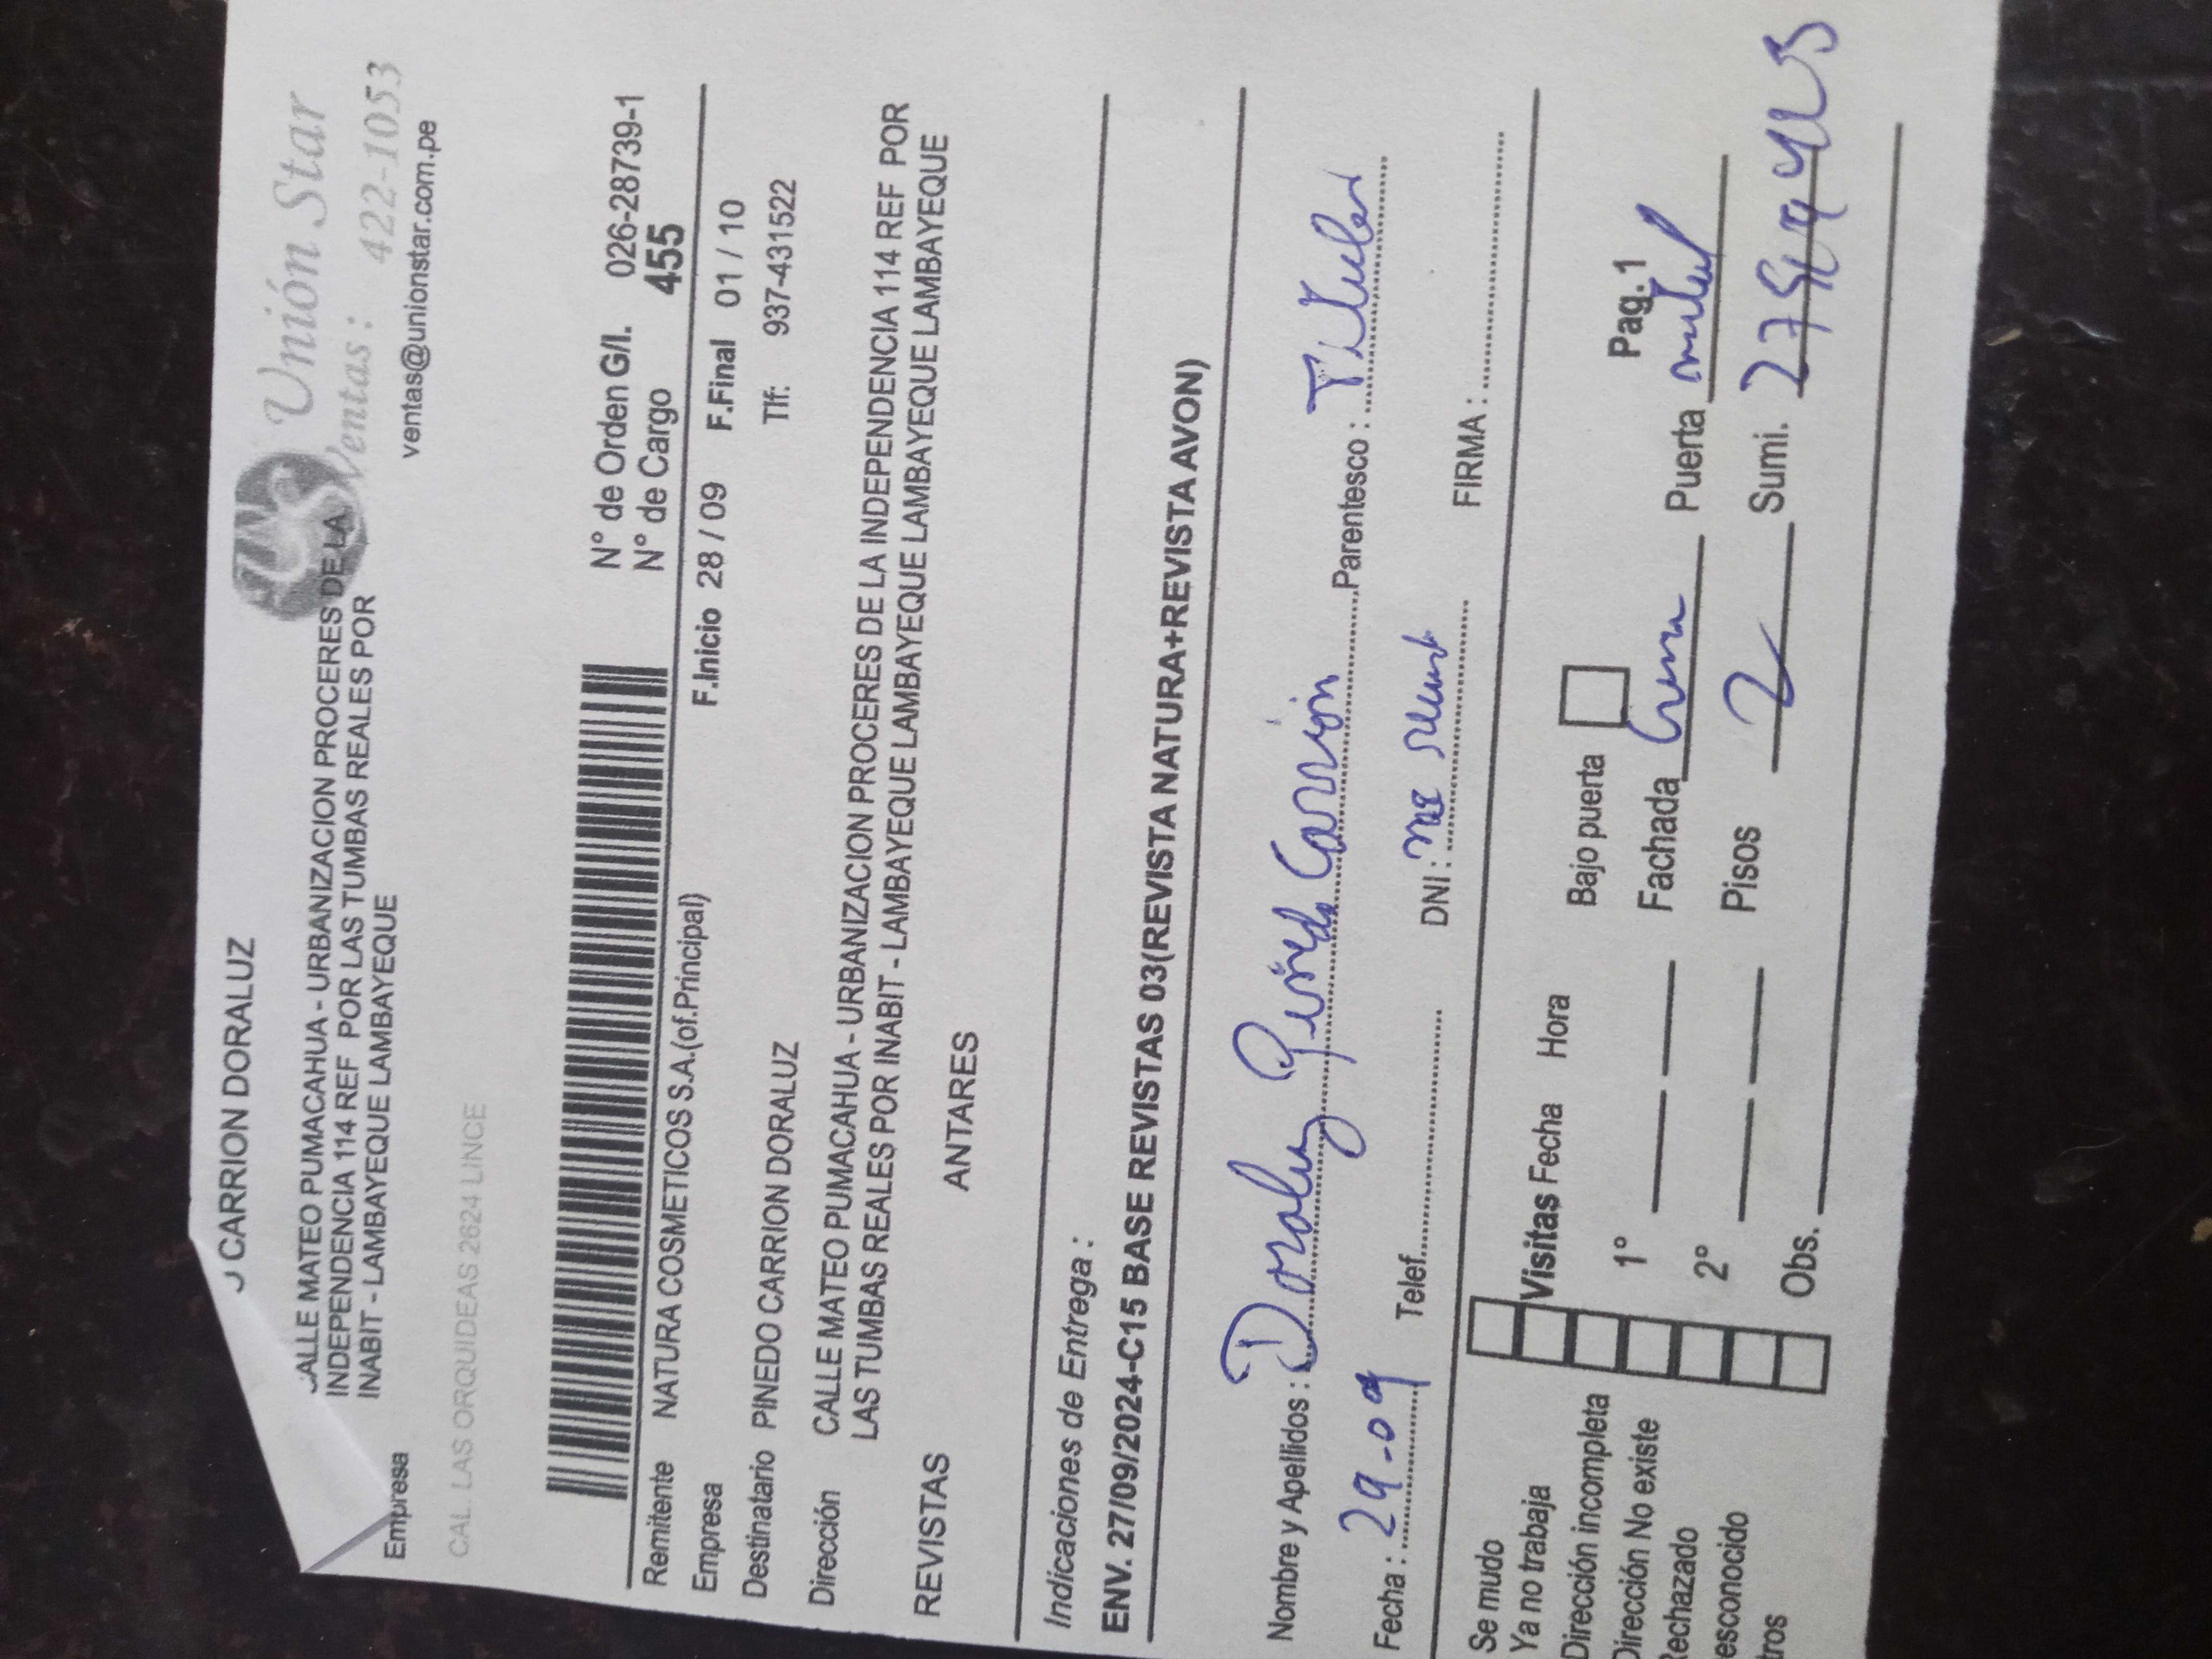 J CARRION DORALUZ
Unión Star
Ventas: 422-1053
ventas@unionstar.com.pe
CALLE MATEO PUMACAHUA - URBANIZACION PROCERES DE LA
INDEPENDENCIA 114 REF POR LAS TUMBAS REALES POR
INABIT - LAMBAYEQUE LAMBAYEQUE
Empresa
CAL. LAS ORQUIDEAS 2624 LINCE
N° de Orden G/I. 026-28739-1
N° de Cargo 455
Remitente NATURA COSMETICOS S.A.(of.Principal)
F.Inicio 28 / 09 F.Final 01 / 10
Empresa
Tlf: 937-431522
Destinatario PINEDO CARRION DORALUZ
Dirección CALLE MATEO PUMACAHUA - URBANIZACION PROCERES DE LA INDEPENDENCIA 114 REF POR
LAS TUMBAS REALES POR INABIT - LAMBAYEQUE LAMBAYEQUE LAMBAYEQUE LAMBAYEQUE
REVISTAS ANTARES
Indicaciones de Entrega :
ENV. 27/09/2024-C15 BASE REVISTAS 03(REVISTA NATURA+REVISTA AVON)
Nombre y Apellidos : Doraluz Pinedo Carrión Parentesco : Titular
Fecha : 29-09 Telef. DNI : FIRMA :
Se mudo
Ya no trabaja
Dirección incompleta
Dirección No existe
Rechazado
esconocido
tros
Visitas Fecha Hora
1°
2°
Obs.
Bajo puerta
Pag.1
Fachada Puerta metal
Pisos 2 Sumi.